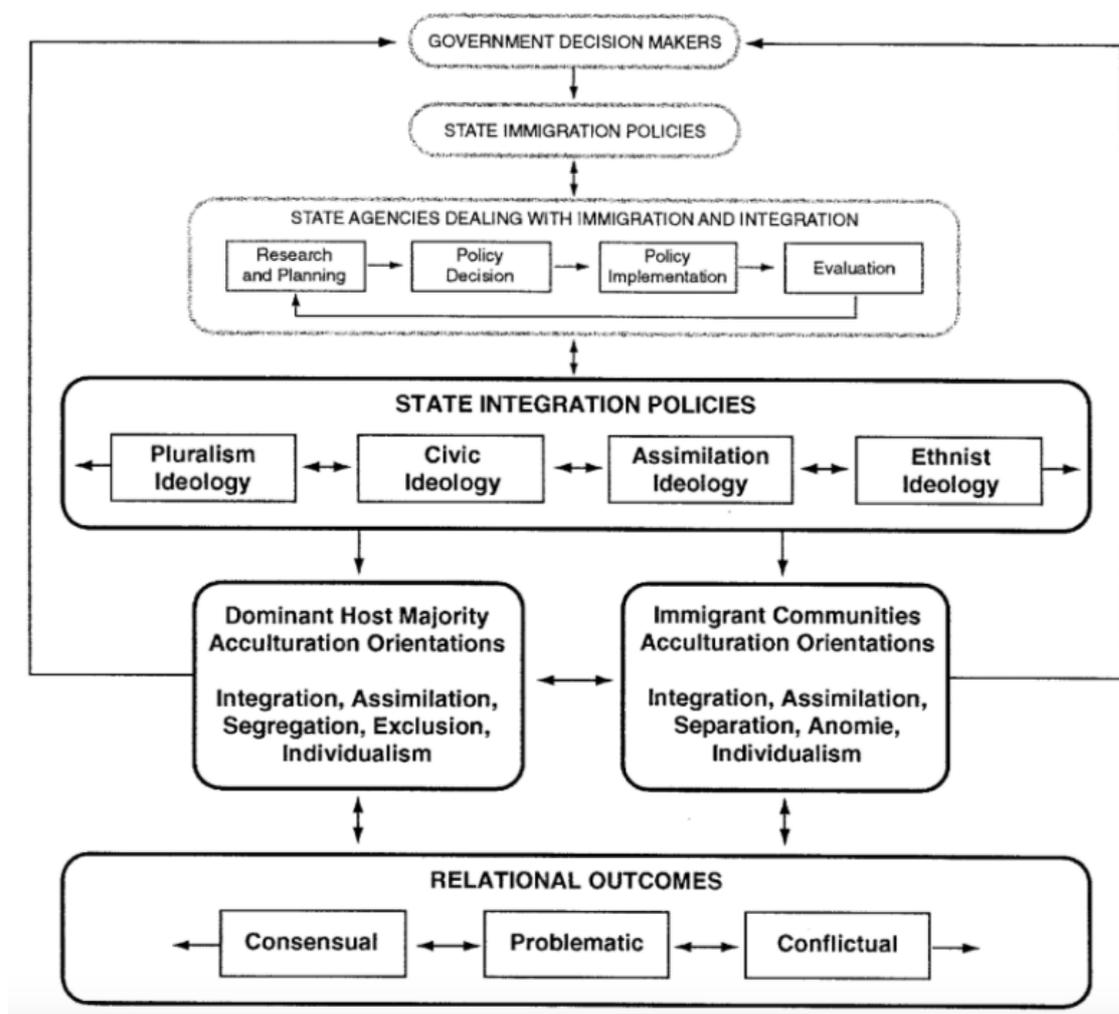 GOVERNMENT DECISION MAKERS
STATE IMMIGRATION POLICIES
STATE AGENCIES DEALING WITH IMMIGRATION AND INTEGRATION
Research
and Planning
Policy
Decision
Policy
Implementation
Evaluation
STATE INTEGRATION POLICIES
Pluralism
Ideology
Civic
Ideology
Assimilation
Ideology
Ethnist
Ideology
Dominant Host Majority
Acculturation Orientations
Integration, Assimilation,
Segregation, Exclusion,
Individualism
Immigrant Communities
Acculturation Orientations
Integration, Assimilation,
Separation, Anomie,
Individualism
RELATIONAL OUTCOMES
Consensual
Problematic
Conflictual